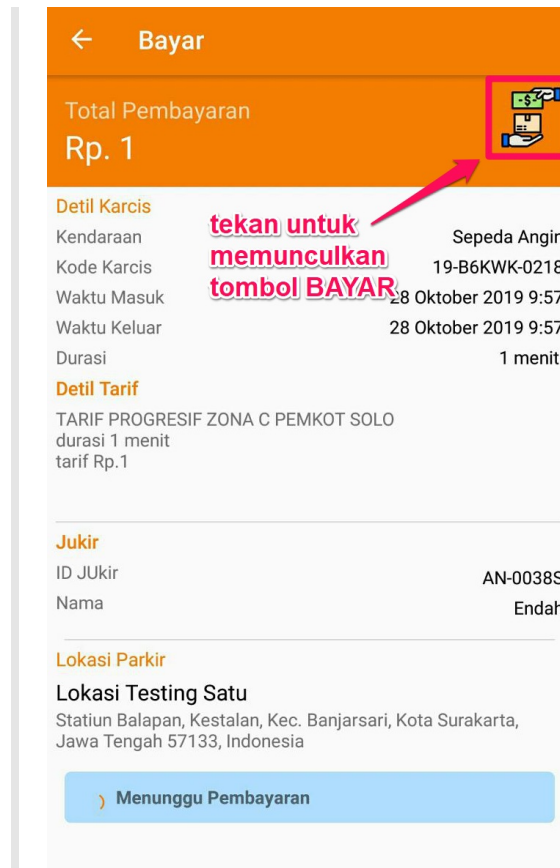 Bayar
Total Pembayaran
Rp. 1
-$-
Detil Karcis
tekan untuk
memunculkan
tombol BAYAR
Kendaraan Sepeda Angin
Kode Karcis 19-B6KWK-0218
Waktu Masuk 28 Oktober 2019 9:57
Waktu Keluar 28 Oktober 2019 9:57
Durasi 1 menit
Detil Tarif
TARIF PROGRESIF ZONA C PEMKOT SOLO
durasi 1 menit
tarif Rp.1
Jukir
ID JUkir AN-0038S
Nama Endah
Lokasi Parkir
Lokasi Testing Satu
Statiun Balapan, Kestalan, Kec. Banjarsari, Kota Surakarta,
Jawa Tengah 57133, Indonesia
Menunggu Pembayaran